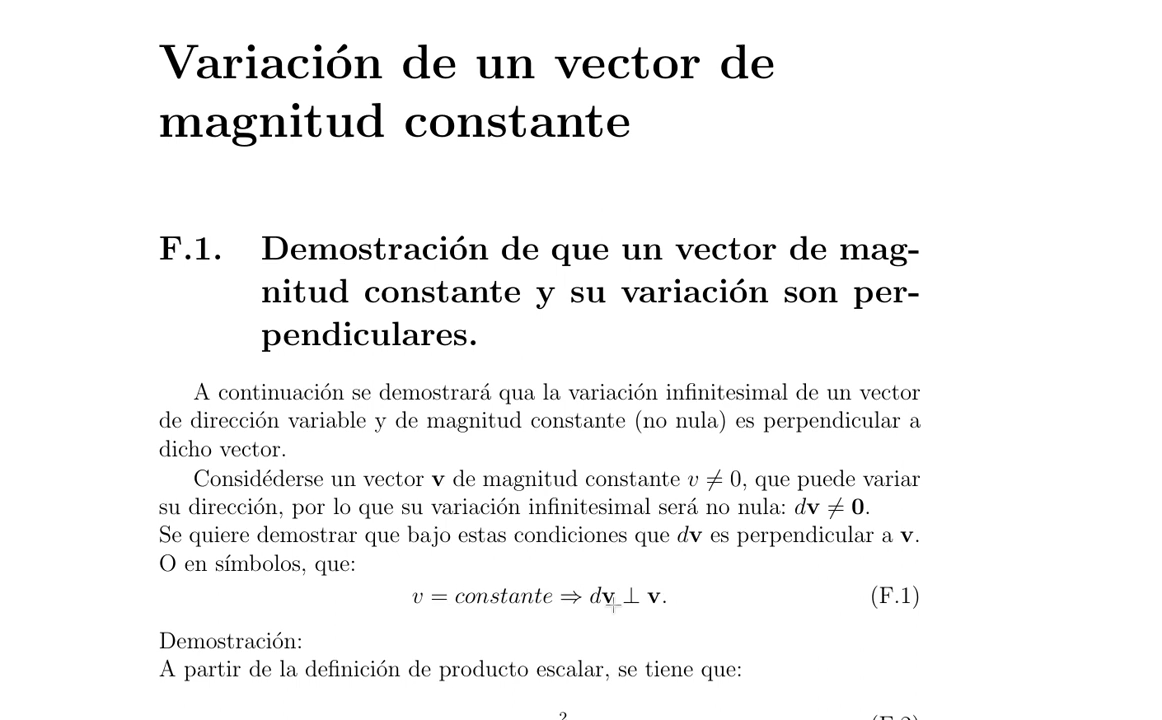 Variación de un vector de
magnitud constante
F.1. Demostración de que un vector de mag-
nitud constante y su variación son per-
pendiculares.
A continuación se demostrará qua la variación infinitesimal de un vector
de dirección variable y de magnitud constante (no nula) es perpendicular a
dicho vector.
Considéderse un vector v de magnitud constante v ≠ 0, que puede variar
su dirección, por lo que su variación infinitesimal será no nula: dv ≠ 0.
Se quiere demostrar que bajo estas condiciones que dv es perpendicular a v.
O en símbolos, que:
v = constante ⇒ dv ⊥ v. (F.1)
Demostración:
A partir de la definición de producto escalar, se tiene que: